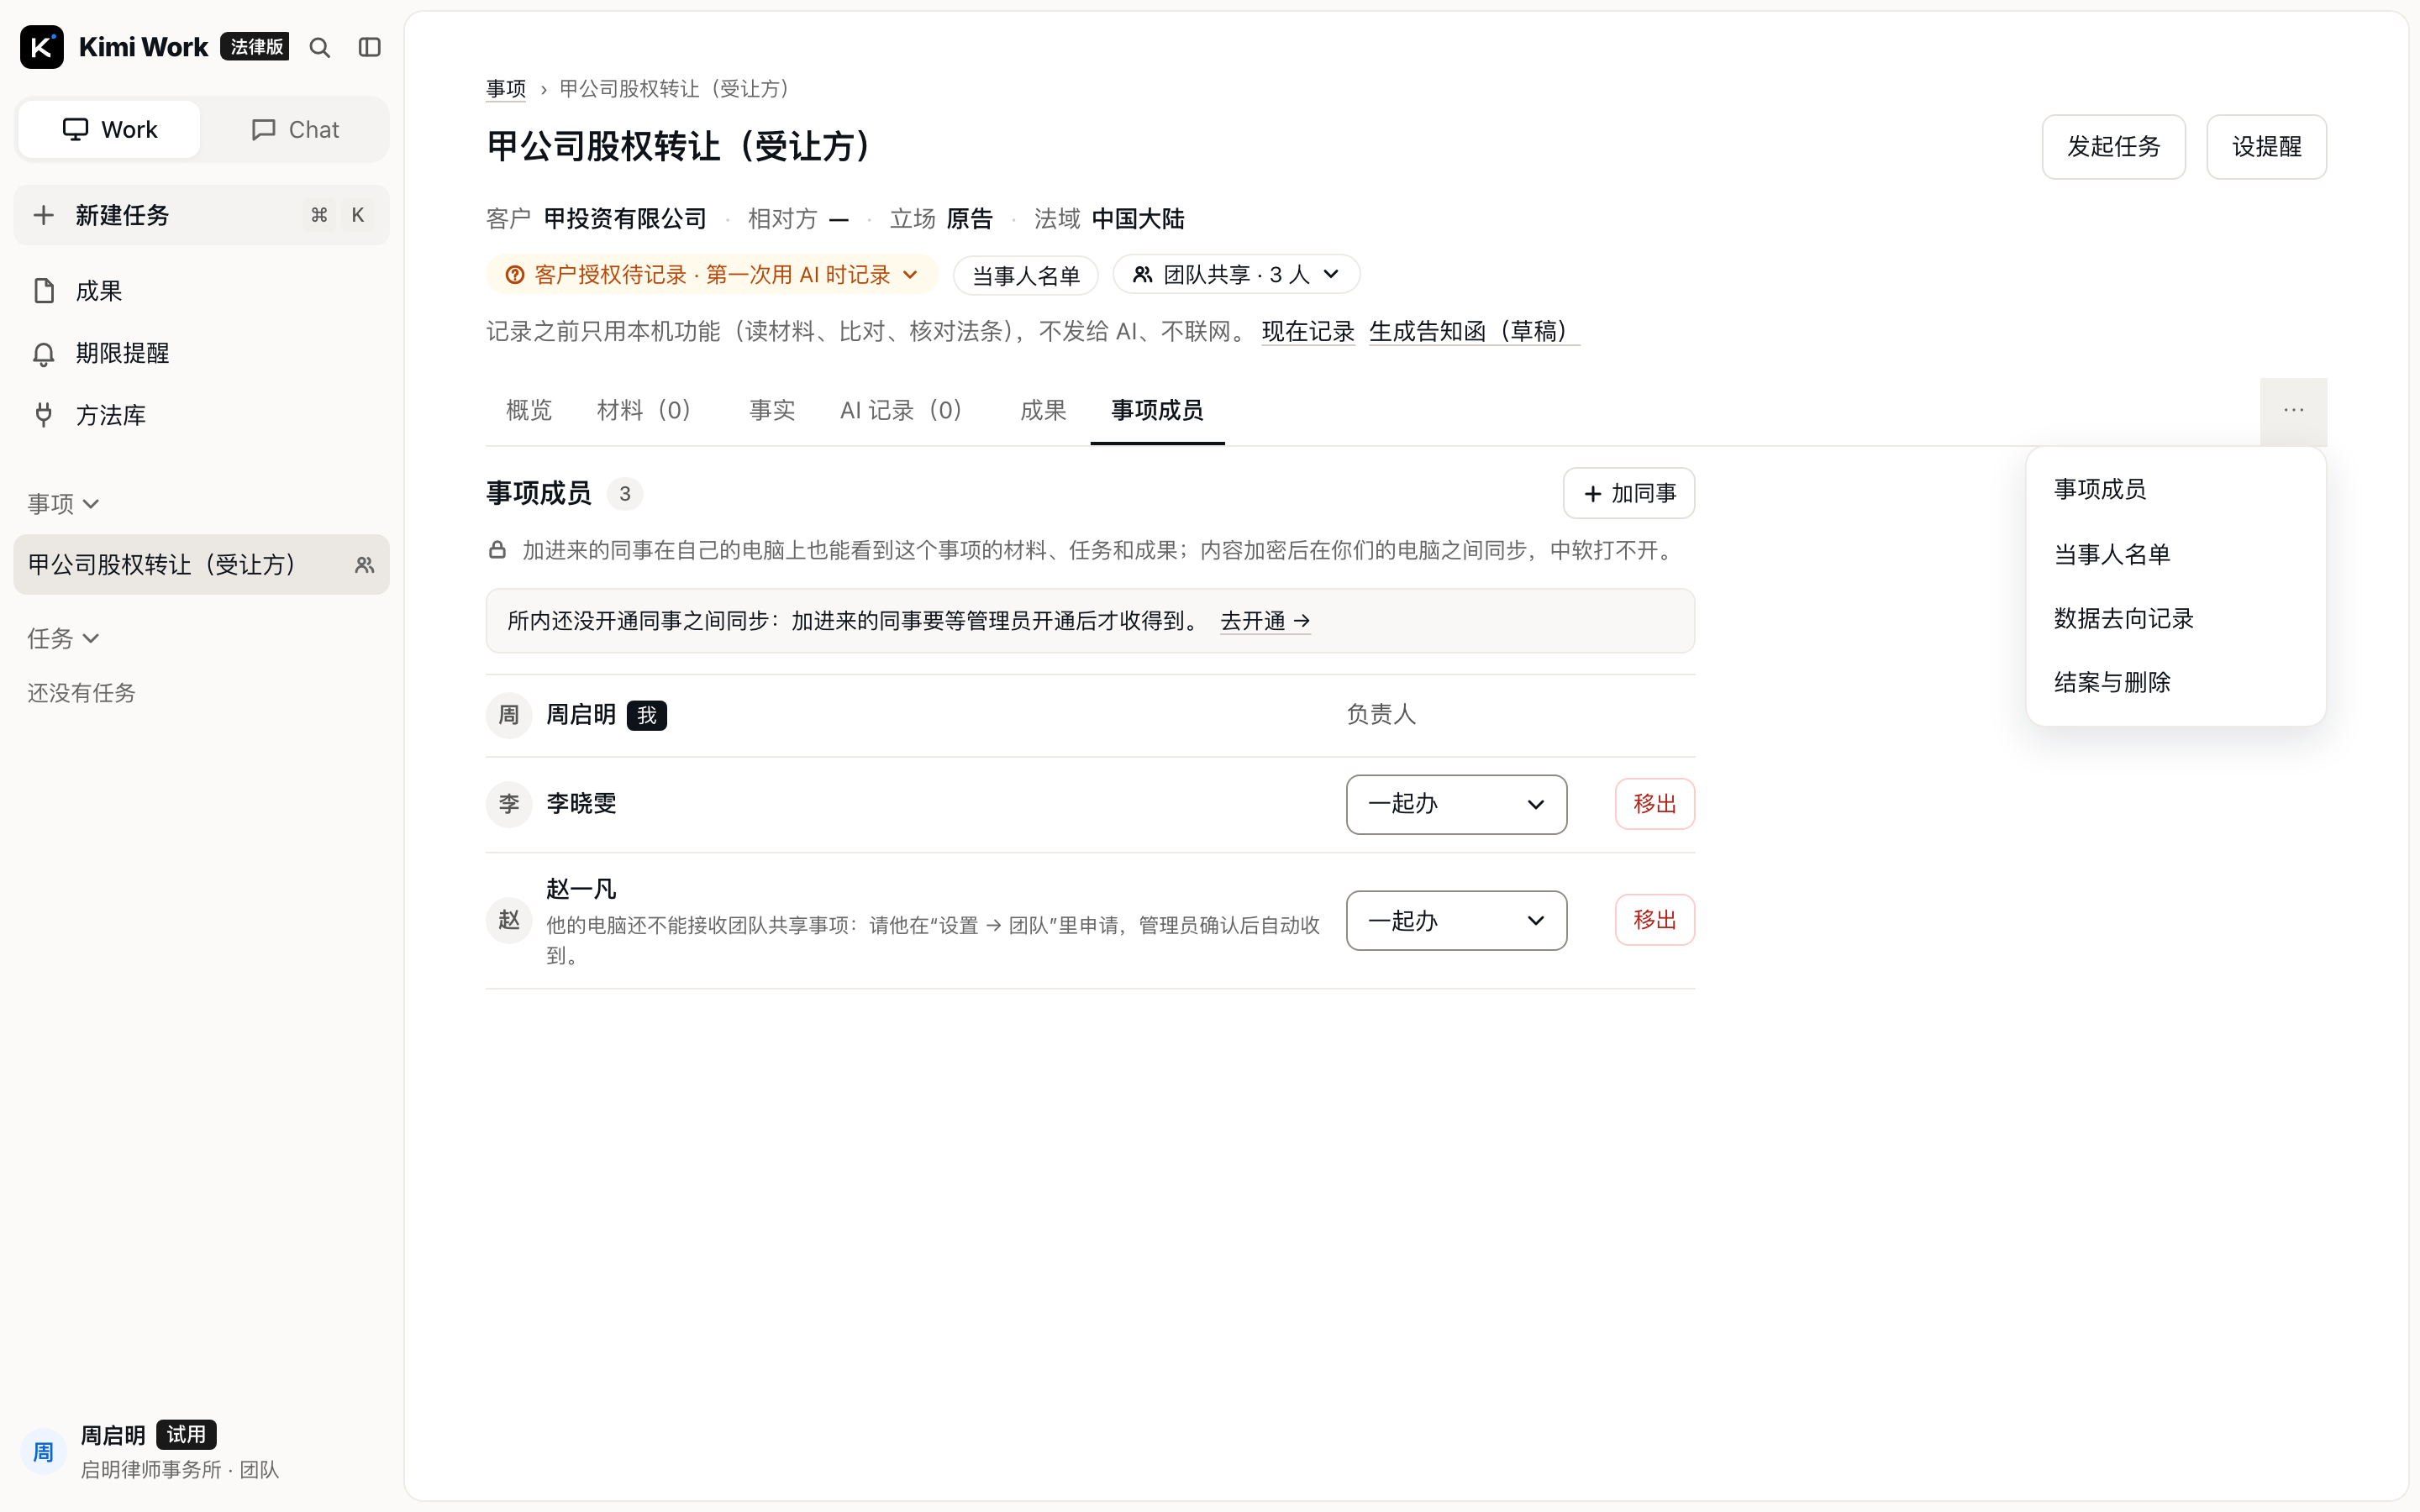 Kimi Work 法律版
Work
Chat
新建任务 ⌘ K
成果
期限提醒
方法库
事项
甲公司股权转让（受让方）
任务
还没有任务
周
周启明 试用
启明律师事务所 · 团队
事项 › 甲公司股权转让（受让方）
甲公司股权转让（受让方）
发起任务
设提醒
客户 甲投资有限公司 · 相对方 — · 立场 原告 · 法域 中国大陆
客户授权待记录 · 第一次用 AI 时记录
当事人名单
团队共享 · 3 人
记录之前只用本机功能（读材料、比对、核对法条），不发给 AI、不联网。 现在记录 生成告知函（草稿）
概览 材料（0） 事实 AI 记录（0） 成果 事项成员
···
事项成员
当事人名单
数据去向记录
结案与删除
事项成员 3
+ 加同事
加进来的同事在自己的电脑上也能看到这个事项的材料、任务和成果；内容加密后在你们的电脑之间同步，中软打不开。
所内还没开通同事之间同步：加进来的同事要等管理员开通后才收得到。 去开通 →
周 周启明 我 负责人
李 李晓雯 一起办 移出
赵 赵一凡 一起办 移出
他的电脑还不能接收团队共享事项：请他在“设置 → 团队”里申请，管理员确认后自动收
到。